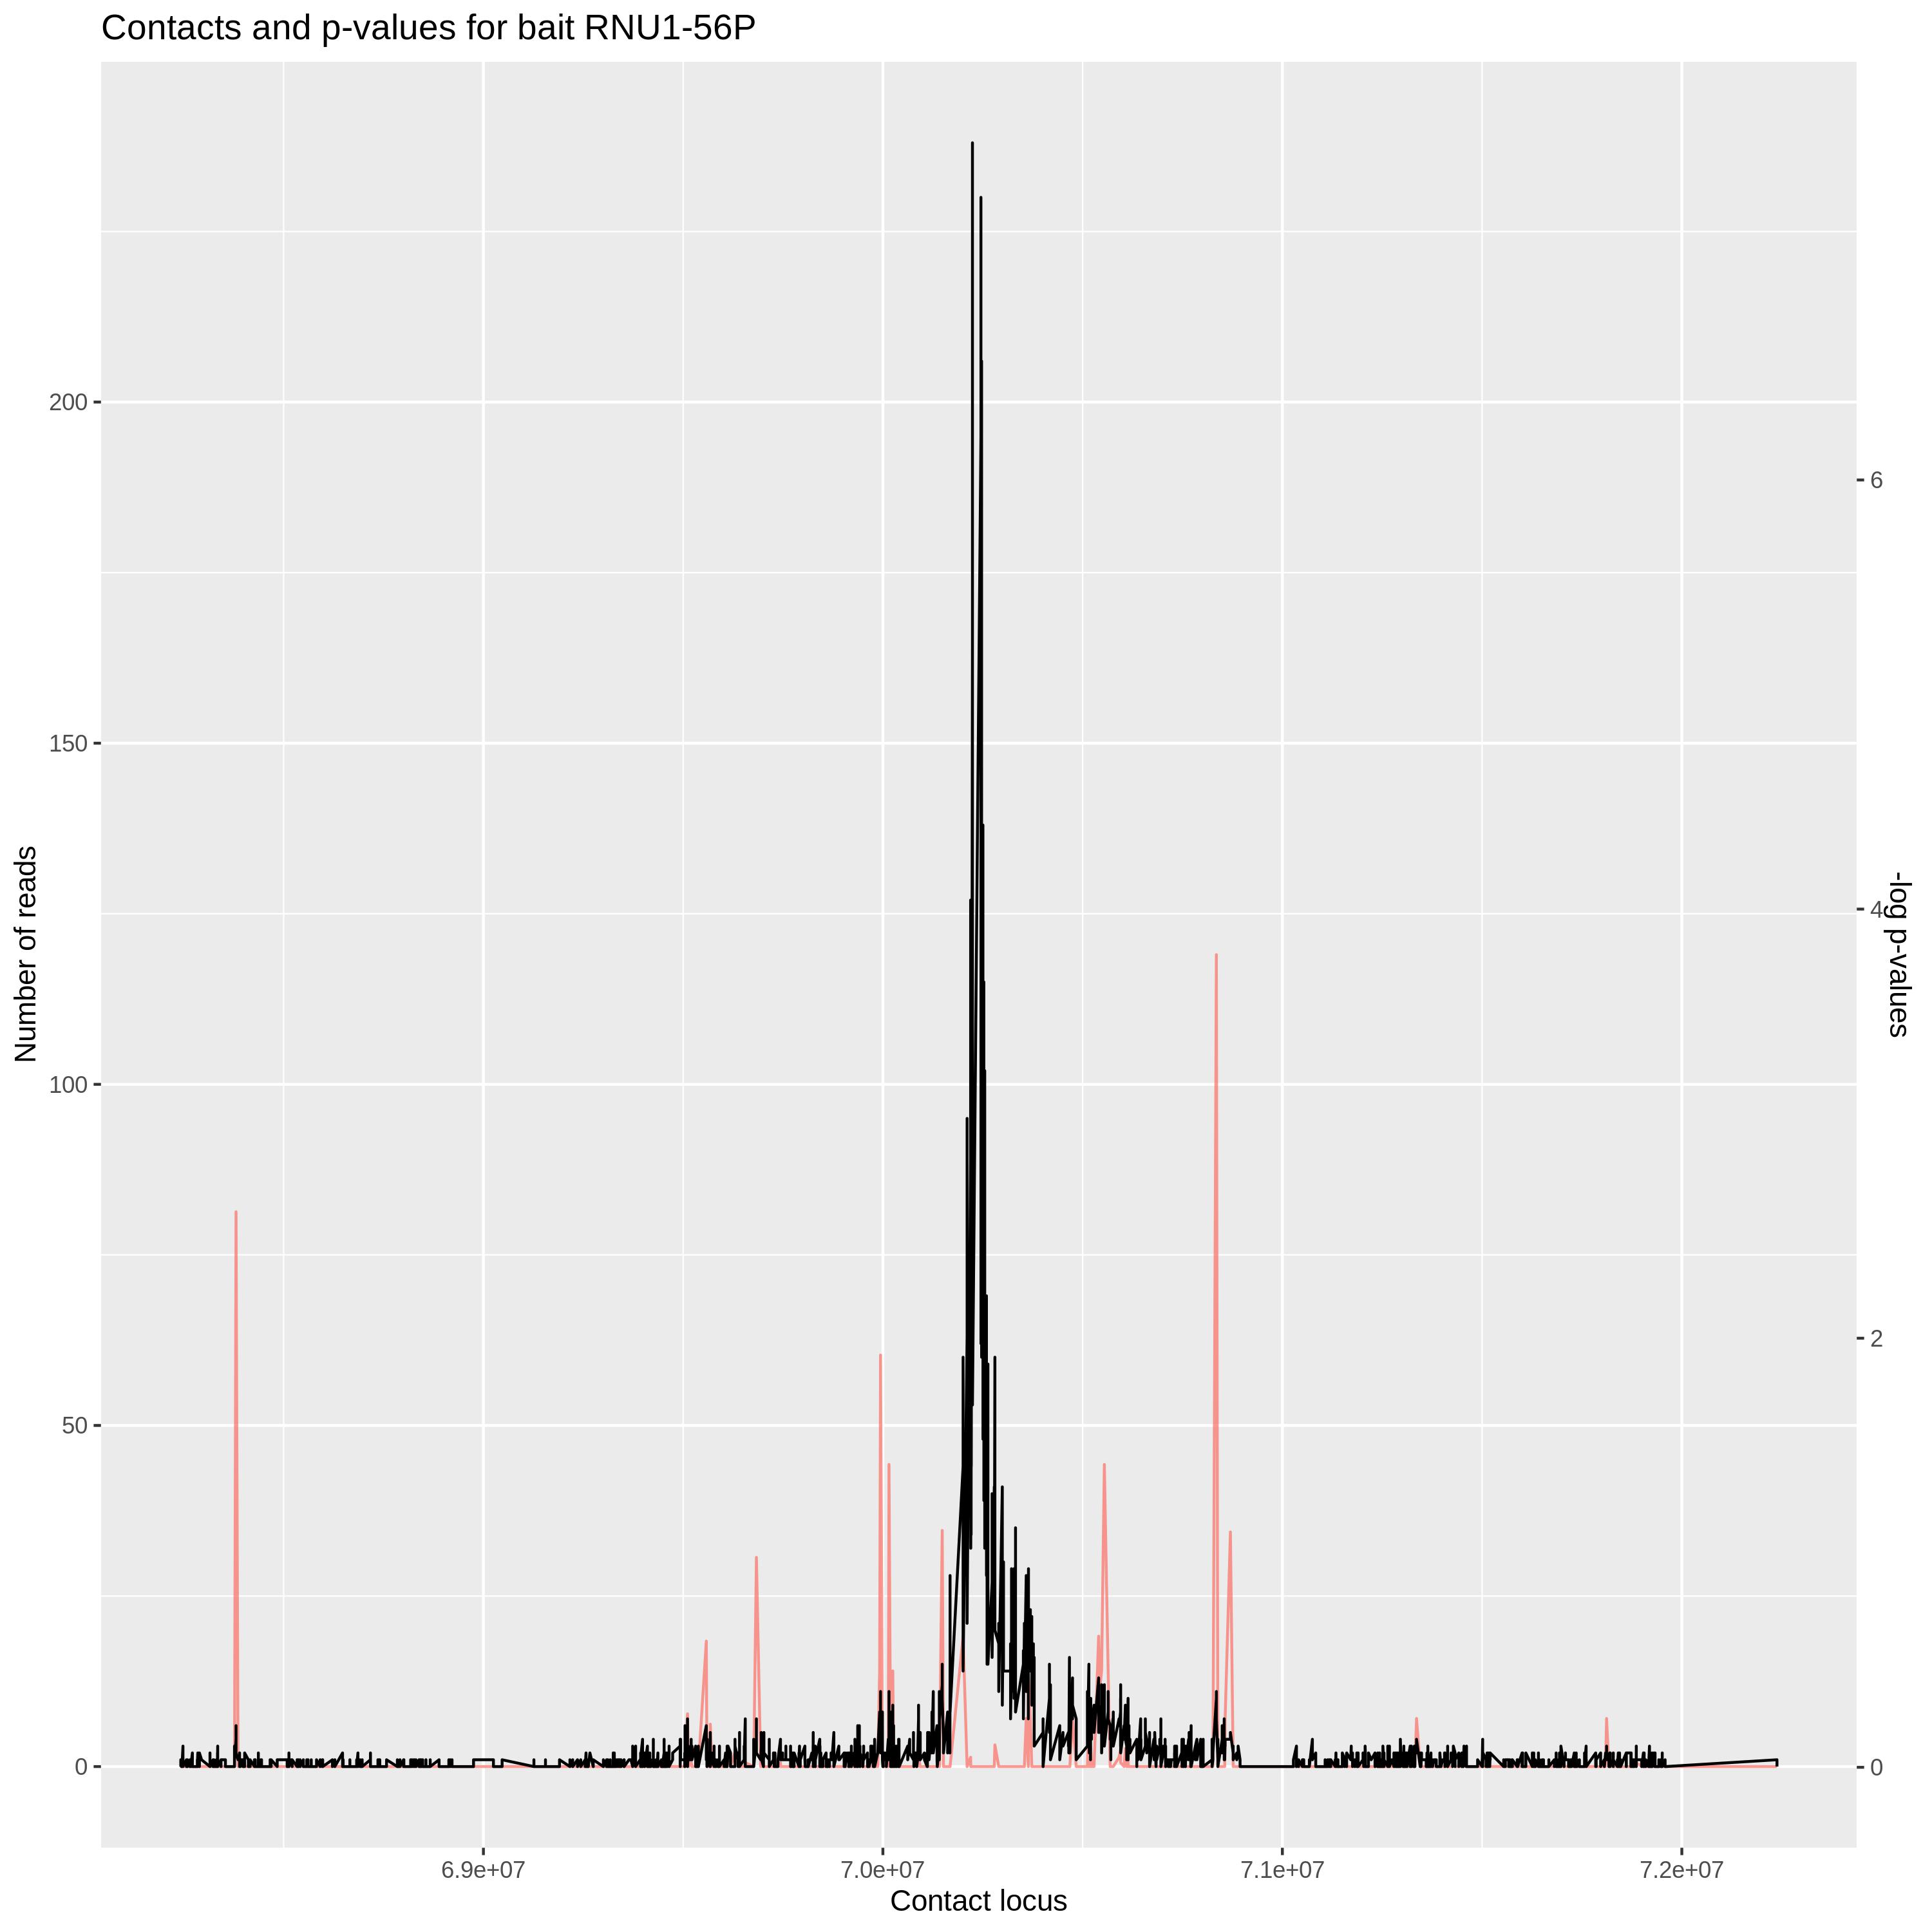 Contacts and p-values for bait RNU1-56P
200
150
100
50
0
Number of reads
6
4
2
0
-log p-values
6.9e+07
7.0e+07
7.1e+07
7.2e+07
Contact locus